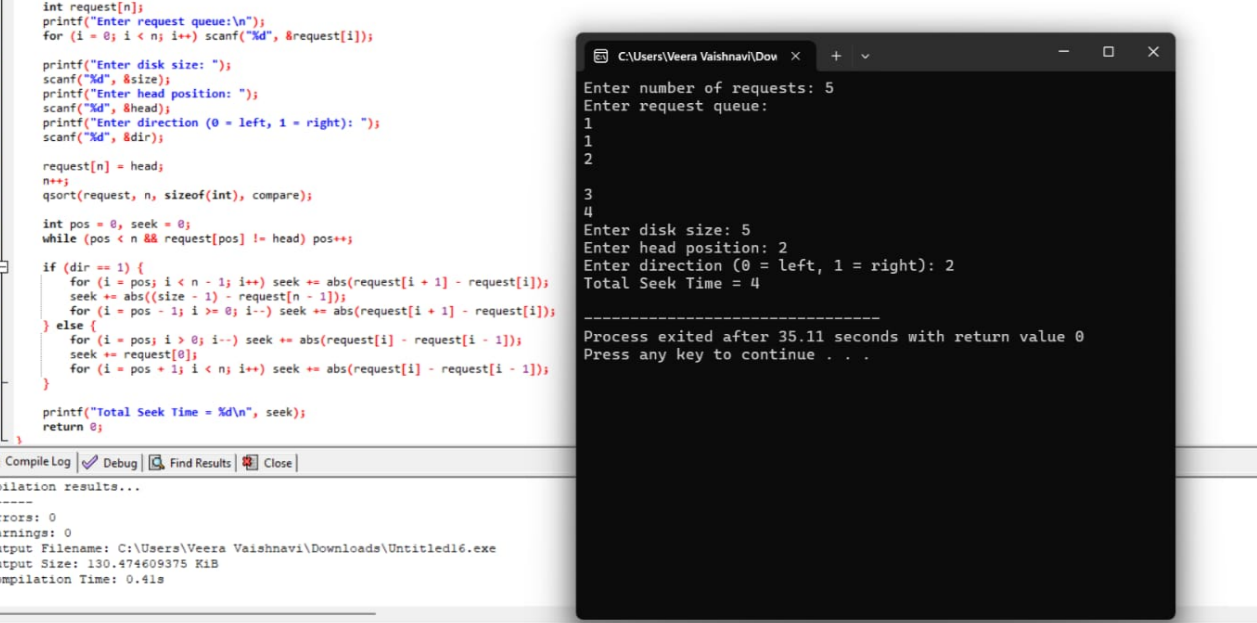 int request[n];
printf("Enter request queue:\n");
for (i = 0; i < n; i++) scanf("%d", &request[i]);
printf("Enter disk size: ");
scanf("%d", &size);
printf("Enter head position: ");
scanf("%d", &head);
printf("Enter direction (0 = left, 1 = right): ");
scanf("%d", &dir);
request[n] = head;
n++;
qsort(request, n, sizeof(int), compare);
int pos = 0, seek = 0;
while (pos < n && request[pos] != head) pos++;
if (dir == 1) {
for (i = pos; i < n - 1; i++) seek += abs(request[i + 1] - request[i]);
seek += abs((size - 1) - request[n - 1]);
for (i = pos - 1; i >= 0; i--) seek += abs(request[i + 1] - request[i]);
} else {
for (i = pos; i > 0; i--) seek += abs(request[i] - request[i - 1]);
seek += request[0];
for (i = pos + 1; i < n; i++) seek += abs(request[i] - request[i - 1]);
}
printf("Total Seek Time = %d\n", seek);
return 0;
}
Compile Log Debug Find Results Close
pilation results...
-----
rors: 0
rnings: 0
tput Filename: C:\Users\Veera Vaishnavi\Downloads\Untitled16.exe
tput Size: 130.474609375 KiB
mpilation Time: 0.41s
C:\Users\Veera Vaishnavi\Dow
Enter number of requests: 5
Enter request queue:
1
1
2
3
4
Enter disk size: 5
Enter head position: 2
Enter direction (0 = left, 1 = right): 2
Total Seek Time = 4
--------------------------------
Process exited after 35.11 seconds with return value 0
Press any key to continue . . .